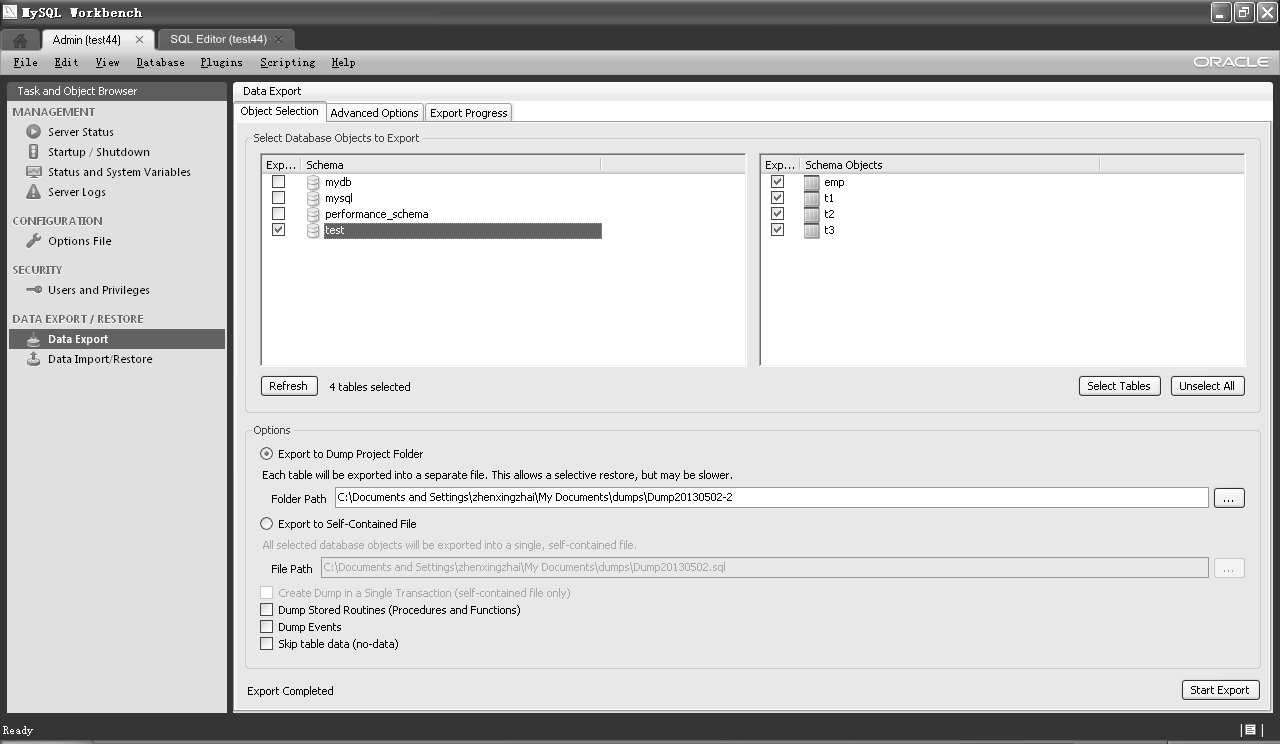 MySQL Workbench
Admin (test44)
SQL Editor (test44)
File Edit View Database Plugins Scripting Help
ORACLE
Task and Object Browser
MANAGEMENT
Server Status
Startup / Shutdown
Status and System Variables
Server Logs
CONFIGURATION
Options File
SECURITY
Users and Privileges
DATA EXPORT / RESTORE
Data Export
Data Import/Restore
Data Export
Object Selection Advanced Options Export Progress
Select Database Objects to Export
Exp... Schema
mydb
mysql
performance_schema
test
Exp... Schema Objects
emp
t1
t2
t3
Refresh 4 tables selected Select Tables Unselect All
Options
Export to Dump Project Folder
Each table will be exported into a separate file. This allows a selective restore, but may be slower.
Folder Path C:\Documents and Settings\zhenxingzhai\My Documents\dumps\Dump20130502-2 ...
Export to Self-Contained File
All selected database objects will be exported into a single, self-contained file.
File Path C:\Documents and Settings\zhenxingzhai\My Documents\dumps\Dump20130502.sql ...
Create Dump in a Single Transaction (self-contained file only)
Dump Stored Routines (Procedures and Functions)
Dump Events
Skip table data (no-data)
Export Completed Start Export
Ready